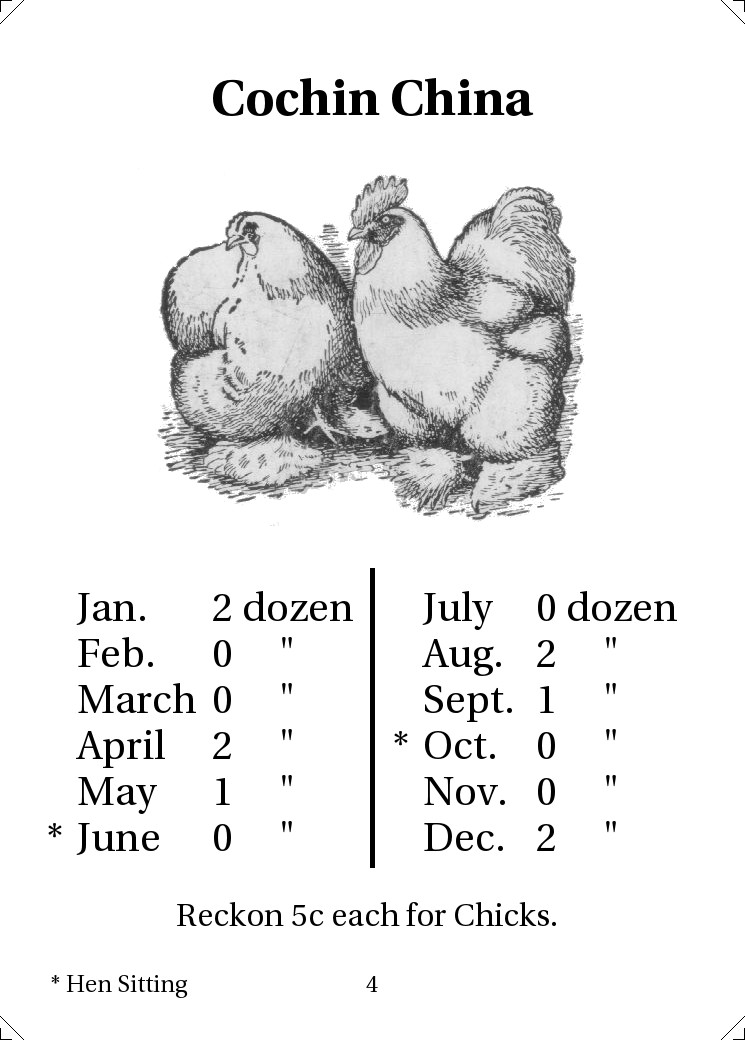 Cochin China
Jan. 2 dozen
Feb. 0 "
March 0 "
April 2 "
May 1 "
* June 0 "
July 0 dozen
Aug. 2 "
Sept. 1 "
* Oct. 0 "
Nov. 0 "
Dec. 2 "
Reckon 5c each for Chicks.
* Hen Sitting
4